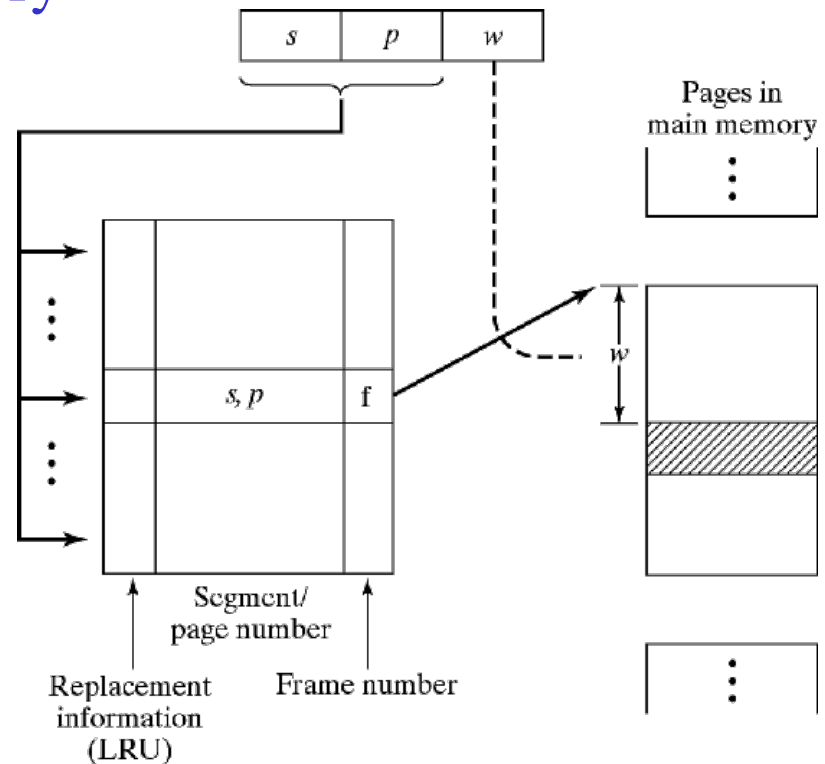 s p w
Pages in
main memory
w
s, p f
Segment/
page number
Replacement
information
(LRU)
Frame number